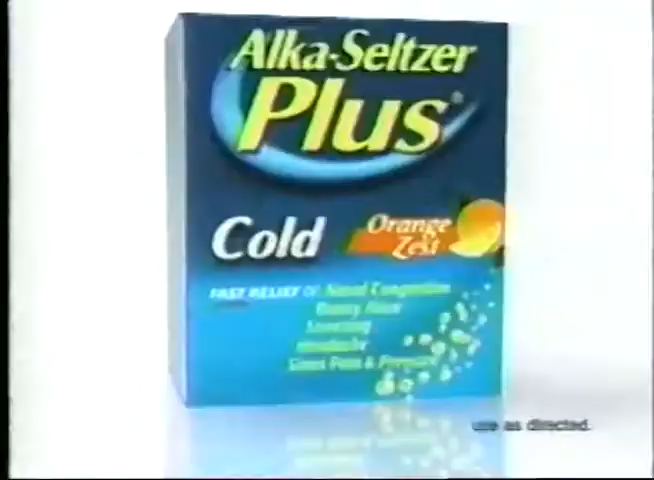 Alka-Seltzer
Plus®
Cold
Orange
Zest
FAST RELIEF OF Nasal Congestion
Runny Nose
Sneezing
Headache
Sinus Pain & Pressure
use as directed.